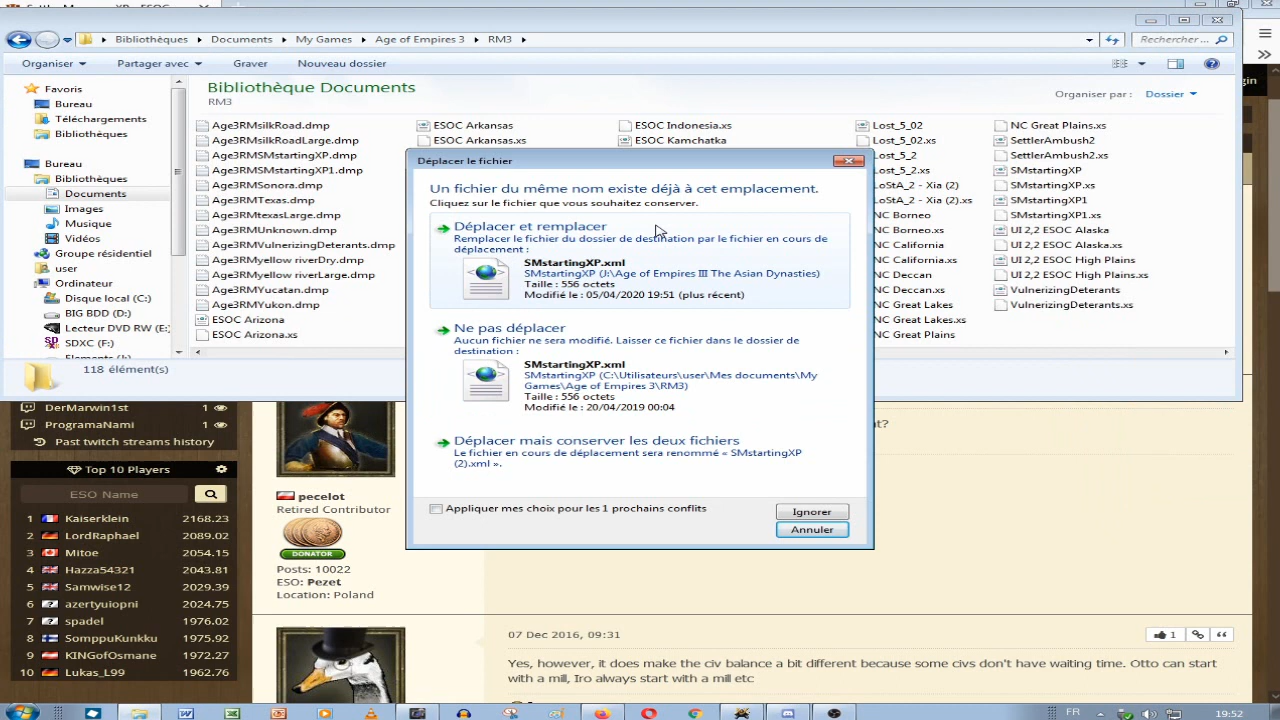 Bibliothèques
Documents
My Games
Age of Empires 3
RM3
Rechercher ...
Organiser
Partager avec
Graver
Nouveau dossier
Favoris
Bureau
Téléchargements
Bibliothèques
Bureau
Bibliothèques
Documents
Images
Musique
Vidéos
Groupe résidentiel
user
Ordinateur
Disque local (C:)
BIG BDD (D:)
Lecteur DVD RW (E:)
SDXC (F:)
Bibliothèque Documents
RM3
Organiser par :
Dossier
Age3RMsilkRoad.dmp
Age3RMsilkRoadLarge.dmp
Age3RMSMstartingXP.dmp
Age3RMSMstartingXP1.dmp
Age3RMSonora.dmp
Age3RMTexas.dmp
Age3RMtexasLarge.dmp
Age3RMUnknown.dmp
Age3RMVulnerizingDeterants.dmp
Age3RMyellow riverDry.dmp
Age3RMyellow riverLarge.dmp
Age3RMYucatan.dmp
Age3RMYukon.dmp
ESOC Arizona
ESOC Arizona.xs
ESOC Arkansas
ESOC Arkansas.xs
ESOC Indonesia.xs
ESOC Kamchatka
Lost_5_02
Lost_5_02.xs
Lost_5_2
Lost_5_2.xs
LoStA_2 - Xia (2)
LoStA_2 - Xia (2).xs
NC Borneo
NC Borneo.xs
NC California
NC California.xs
NC Deccan
NC Deccan.xs
NC Great Lakes
NC Great Lakes.xs
NC Great Plains
NC Great Plains.xs
SettlerAmbush2
SettlerAmbush2.xs
SMstartingXP
SMstartingXP.xs
SMstartingXP1
SMstartingXP1.xs
UI 2,2 ESOC Alaska
UI 2,2 ESOC Alaska.xs
UI 2,2 ESOC High Plains
UI 2,2 ESOC High Plains.xs
VulnerizingDeterants
VulnerizingDeterants.xs
118 élément(s)
Déplacer le fichier
Un fichier du même nom existe déjà à cet emplacement.
Cliquez sur le fichier que vous souhaitez conserver.
Déplacer et remplacer
Remplacer le fichier du dossier de destination par le fichier en cours de
déplacement :
SMstartingXP.xml
SMstartingXP (J:\Age of Empires III The Asian Dynasties)
Taille : 556 octets
Modifié le : 05/04/2020 19:51 (plus récent)
Ne pas déplacer
Aucun fichier ne sera modifié. Laisser ce fichier dans le dossier de
destination :
SMstartingXP.xml
SMstartingXP (C:\Utilisateurs\user\Mes documents\My
Games\Age of Empires 3\RM3)
Taille : 556 octets
Modifié le : 20/04/2019 00:04
Déplacer mais conserver les deux fichiers
Le fichier en cours de déplacement sera renommé « SMstartingXP
(2).xml ».
Appliquer mes choix pour les 1 prochains conflits
Ignorer
Annuler
DerMarwin1st 1
ProgramaNami 1
Past twitch streams history
Top 10 Players
ESO Name
1 Kaiserklein 2168.23
2 LordRaphael 2089.02
3 Mitoe 2054.15
4 Hazza54321 2043.81
5 Samwise12 2029.39
6 azertyuiopni 2024.75
7 spadel 1976.02
8 SomppuKunkku 1975.92
9 KINGofOsmane 1972.27
10 Lukas_L99 1962.76
pecelot
Retired Contributor
DONATOR
Posts: 10022
ESO: Pezet
Location: Poland
07 Dec 2016, 09:31
1
Yes, however, it does make the civ balance a bit different because some civs don't have waiting time. Otto can start
with a mill, Iro always start with a mill etc
FR
19:52